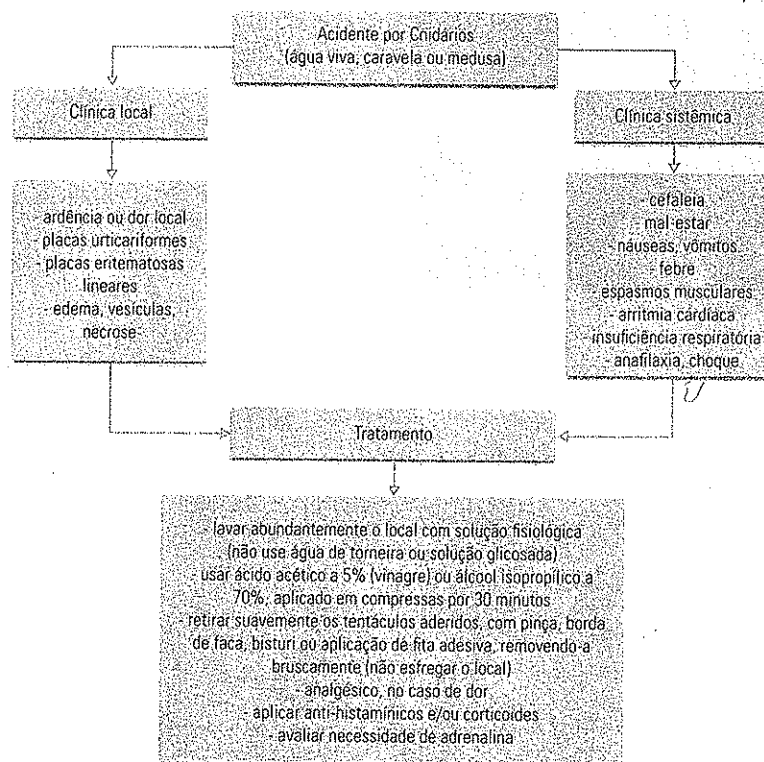 Acidente por Cnidários
(água viva, caravela ou medusa)
Clínica local
Clínica sistêmica
- ardência ou dor local
- placas urticariformes
- placas eritematosas
lineares
- edema, vesículas,
necrose
- cefaleia
- mal-estar
- náuseas, vômitos
- febre
- espasmos musculares
- arritmia cardíaca
- insuficiência respiratória
- anafilaxia, choque
Tratamento
- lavar abundantemente o local com solução fisiológica
(não use água de torneira ou solução glicosada)
- usar ácido acético a 5% (vinagre) ou álcool isopropílico a
70%, aplicado em compressas por 30 minutos
- retirar suavemente os tentáculos aderidos, com pinça, borda
de faca, bisturi ou aplicação de fita adesiva, removendo-a
bruscamente (não esfregar o local)
- analgésico, no caso de dor
- aplicar anti-histamínicos e/ou corticoides
- avaliar necessidade de adrenalina